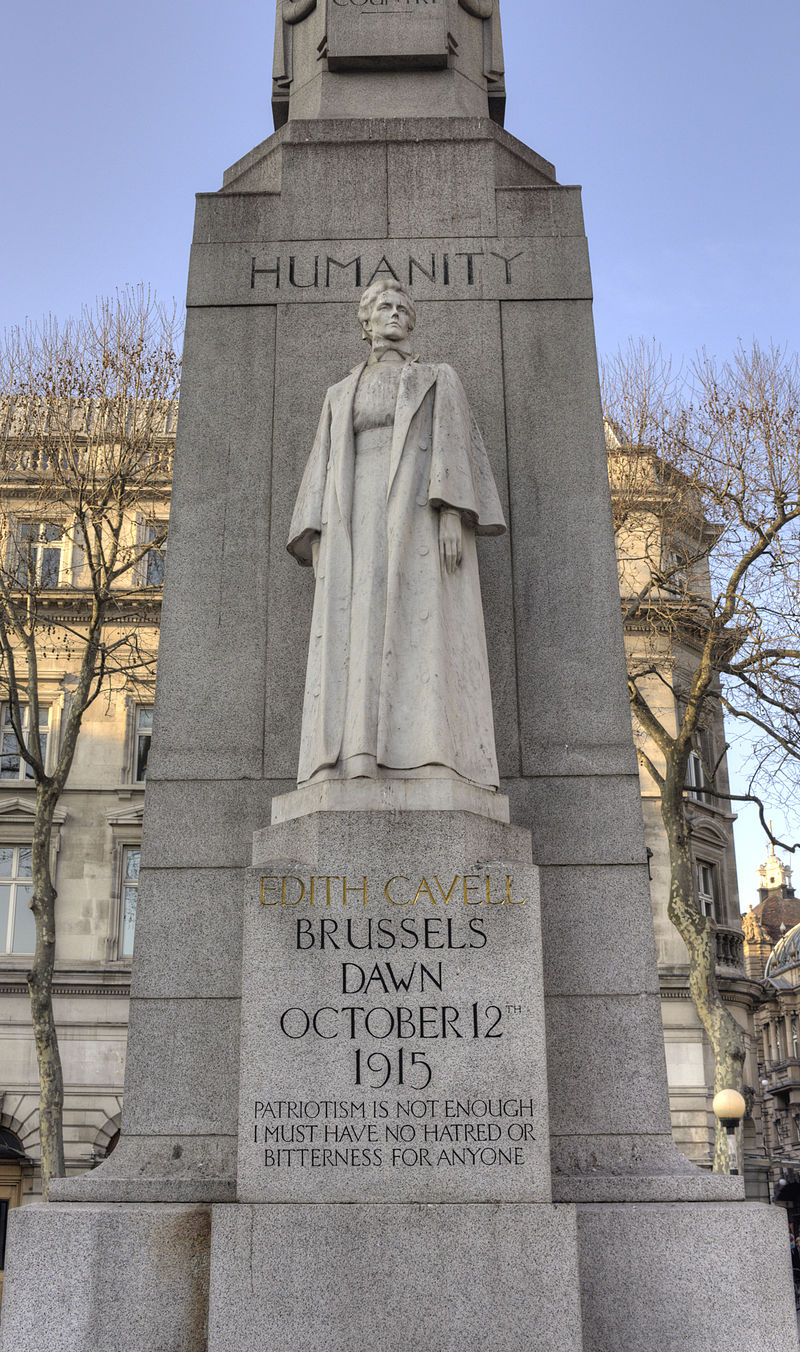 COUNTRY
HUMANITY
EDITH CAVELL
BRUSSELS
DAWN
OCTOBER 12TH
1915
PATRIOTISM IS NOT ENOUGH
I MUST HAVE NO HATRED OR
BITTERNESS FOR ANYONE